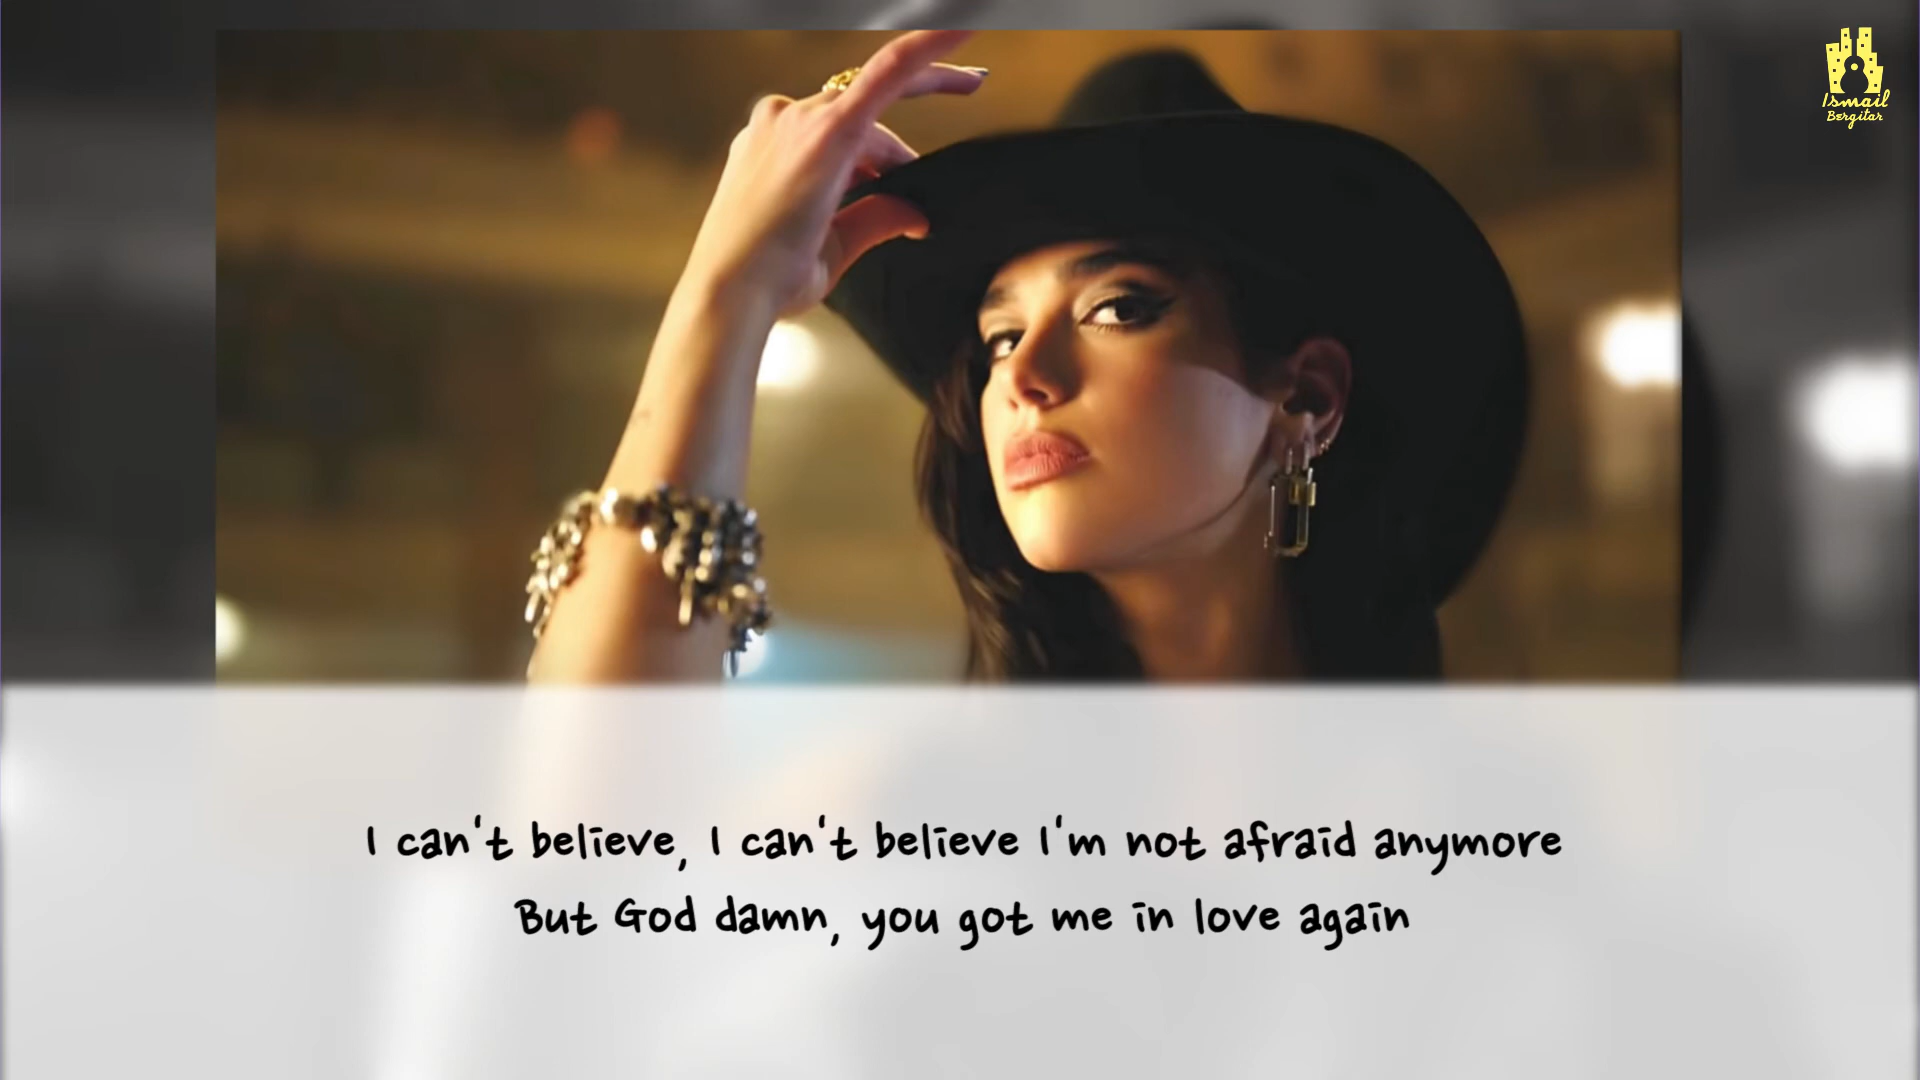 Ismail
Bergitar
I can't believe, I can't believe I'm not afraid anymore
But God damn, you got me in love again